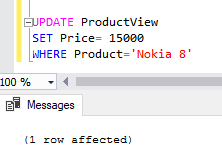 UPDATE ProductView
SET Price= 15000
WHERE Product='Nokia 8'
100 %
Messages
(1 row affected)